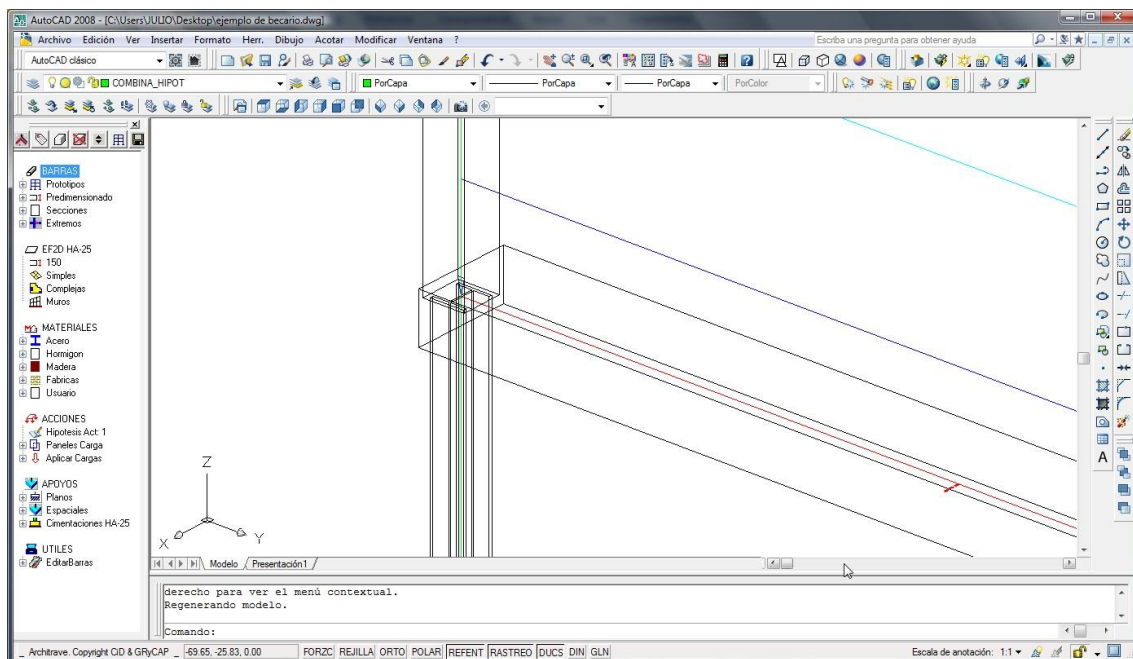 AutoCAD 2008 - [C:\Users\JULIO\Desktop\ejemplo de becario.dwg]
Archivo Edición Ver Insertar Formato Herr. Dibujo Acotar Modificar Ventana ?
Escriba una pregunta para obtener ayuda
AutoCAD clásico
COMBINA_HIPOT
PorCapa
PorCapa
PorCapa
PorColor
BARRAS
Prototipos
Predimensionado
Secciones
Extremos
EF2D HA-25
150
Simples
Complejas
Muros
MATERIALES
Acero
Hormigon
Madera
Fabricas
Usuario
ACCIONES
Hipotesis Act: 1
Paneles Carga
Aplicar Cargas
APOYOS
Planos
Espaciales
Cimentaciones HA-25
UTILES
EditarBarras
Z
X
Y
Modelo
Presentación1
derecho para ver el menú contextual.
Regenerando modelo.
Comando:
Architrave. Copyright CiD & GRyCAP
-69.65, -25.83, 0.00
FORZC REJILLA ORTO POLAR REFENT RASTREO DUCS DIN GLN
Escala de anotación: 1:1
A